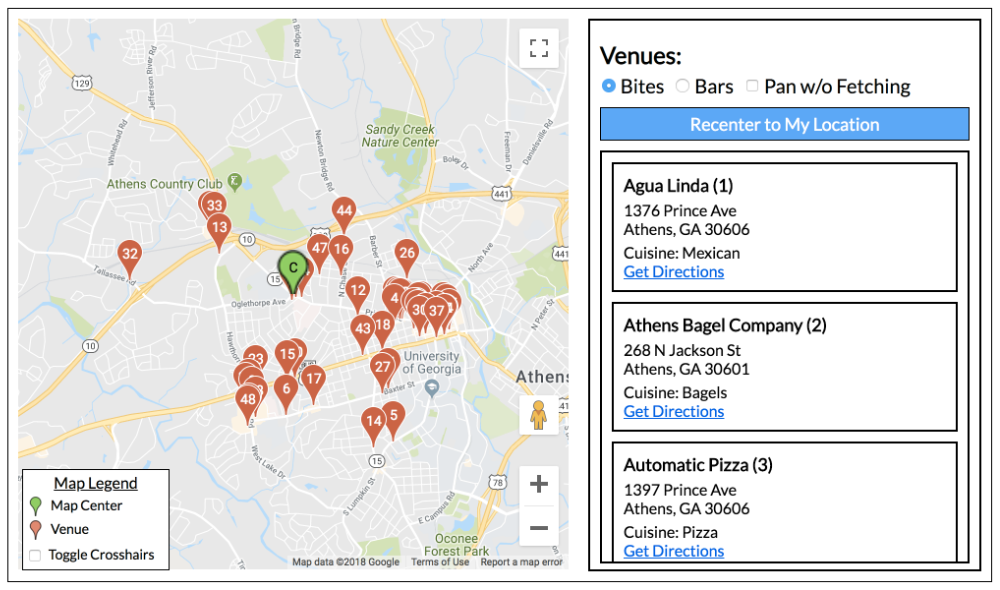 129
Jefferson River Rd
Bridge Rd
Newton Bridge Rd
Whitehead Rd
Sandy Creek
Nature Center
Freeman Dr
Danielsville Rd
Boley Dr
Athens Country Club
441
33
13
44
10
47
16
Barber St
26
North Ave
441
32
Tallassee Rd
C
15
N Chase
12
4
30
37
Oglethorpe Ave
N Peter St
43
18
10
15
27
University
of Georgia
Athens
6
17
Baxter St
48
14
5
15
West Lake Dr
S Lumpkin St
E Campus Rd
78
Oconee
Forest Park
Map Legend
Map Center
Venue
Toggle Crosshairs
Map data ©2018 Google Terms of Use Report a map error
Venues:
Bites Bars Pan w/o Fetching
Recenter to My Location
Agua Linda (1)
1376 Prince Ave
Athens, GA 30606
Cuisine: Mexican
Get Directions
Athens Bagel Company (2)
268 N Jackson St
Athens, GA 30601
Cuisine: Bagels
Get Directions
Automatic Pizza (3)
1397 Prince Ave
Athens, GA 30606
Cuisine: Pizza
Get Directions